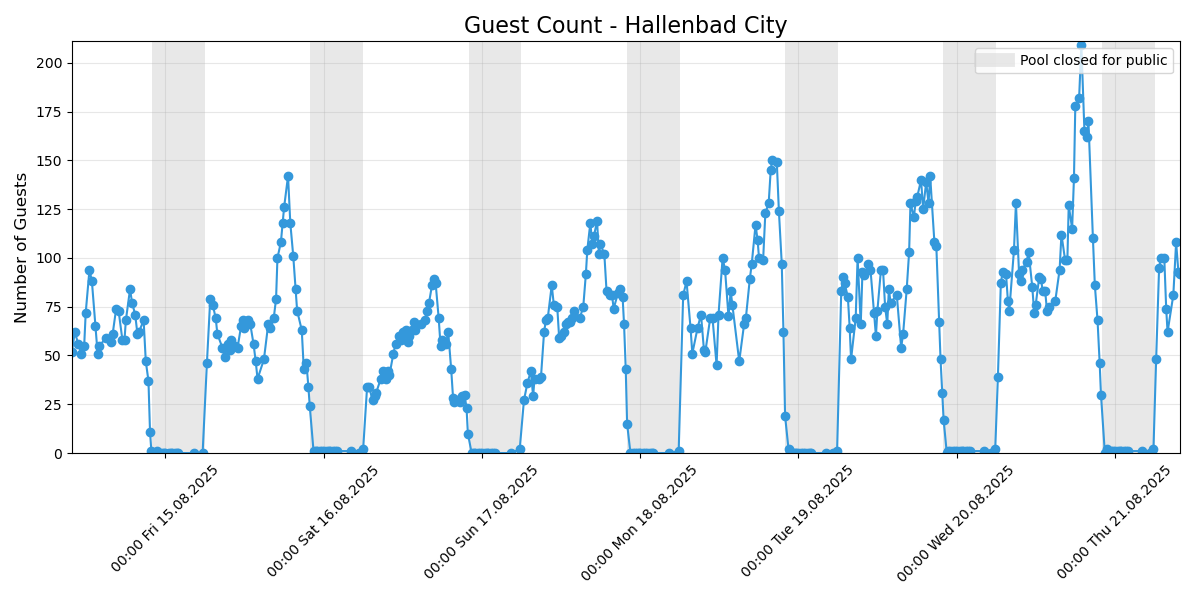 Guest Count - Hallenbad City
Pool closed for public
Number of Guests
200
175
150
125
100
75
50
25
0
00:00 Fri 15.08.2025
00:00 Sat 16.08.2025
00:00 Sun 17.08.2025
00:00 Mon 18.08.2025
00:00 Tue 19.08.2025
00:00 Wed 20.08.2025
00:00 Thu 21.08.2025